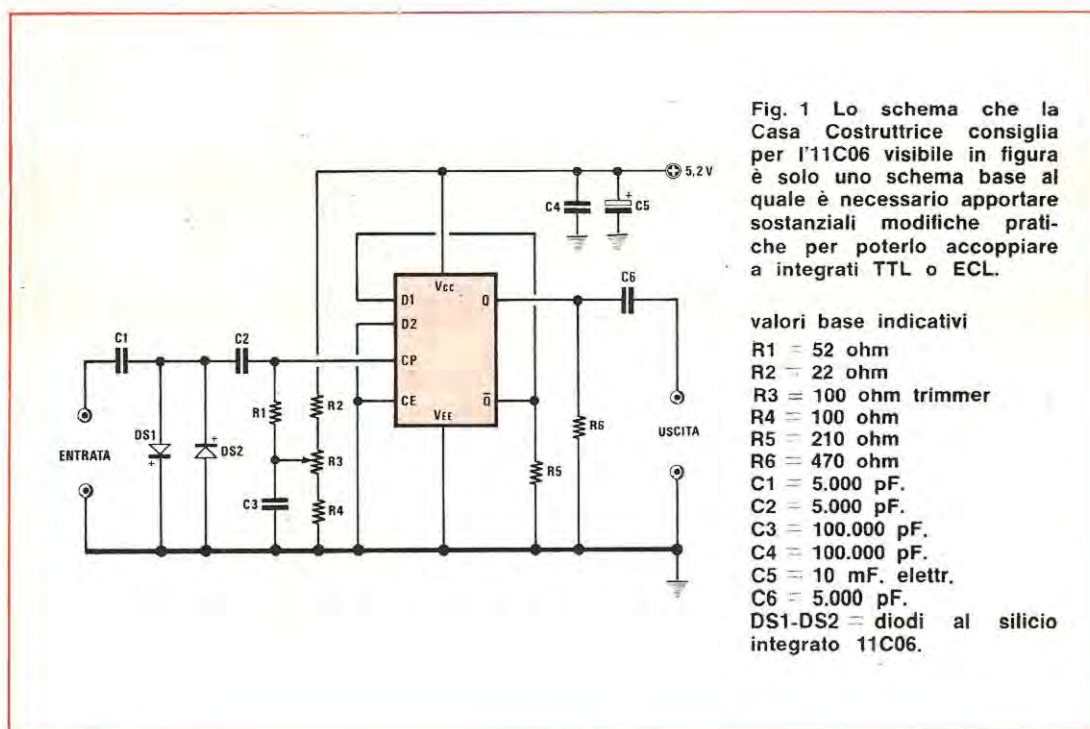 Fig. 1 Lo schema che la
Casa Costruttrice consiglia
per l'11C06 visibile in figura
è solo uno schema base al
quale è necessario apportare
sostanziali modifiche prati-
che per poterlo accoppiare
a integrati TTL o ECL.
valori base indicativi
R1 = 52 ohm
R2 = 22 ohm
R3 = 100 ohm trimmer
R4 = 100 ohm
R5 = 210 ohm
R6 = 470 ohm
C1 = 5.000 pF.
C2 = 5.000 pF.
C3 = 100.000 pF.
C4 = 100.000 pF.
C5 = 10 mF. elettr.
C6 = 5.000 pF.
DS1-DS2 = diodi al silicio
integrato 11C06.
5,2 V
C4
+
C5
Vcc
D1
Q
C6
D2
C1
C2
CP
R1
R2
CE
VEE
Q̅
R6
USCITA
ENTRATA
DS1
+
+
DS2
R3
R5
C3
R4